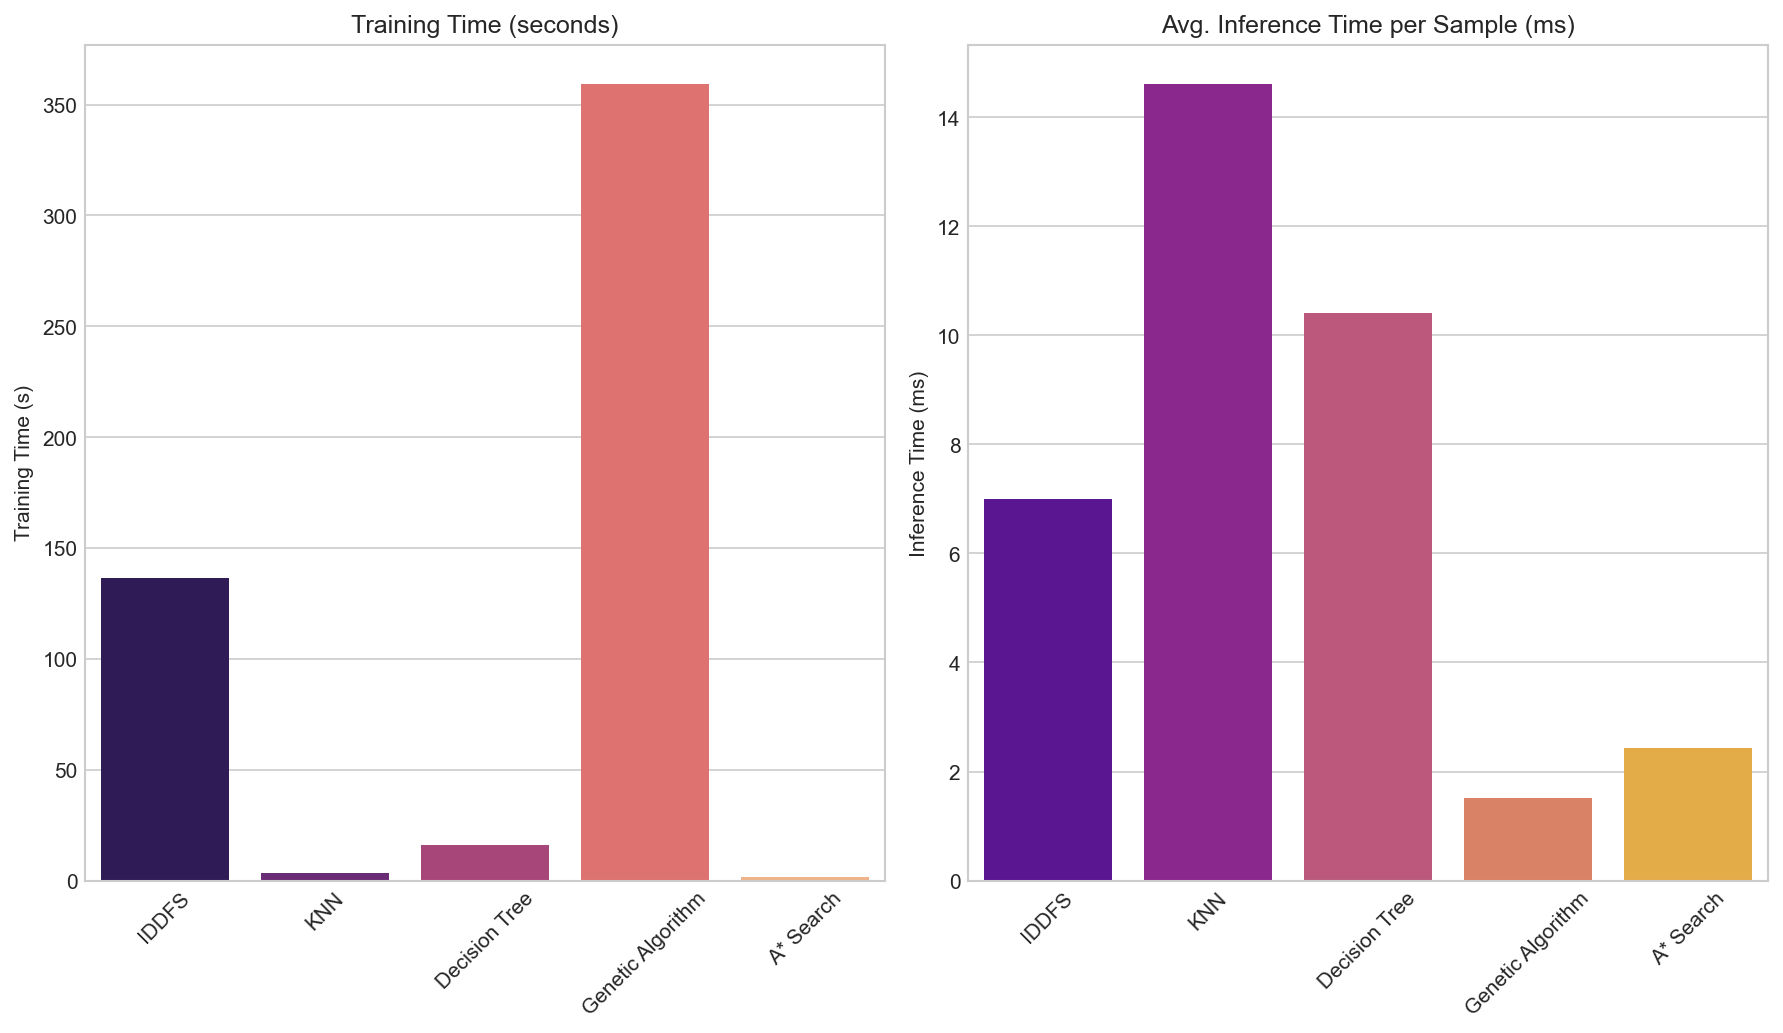 Training Time (seconds)
Training Time (s)
350
300
250
200
150
100
50
0
IDDFS
KNN
Decision Tree
Genetic Algorithm
A* Search
Avg. Inference Time per Sample (ms)
Inference Time (ms)
14
12
10
8
6
4
2
0
IDDFS
KNN
Decision Tree
Genetic Algorithm
A* Search